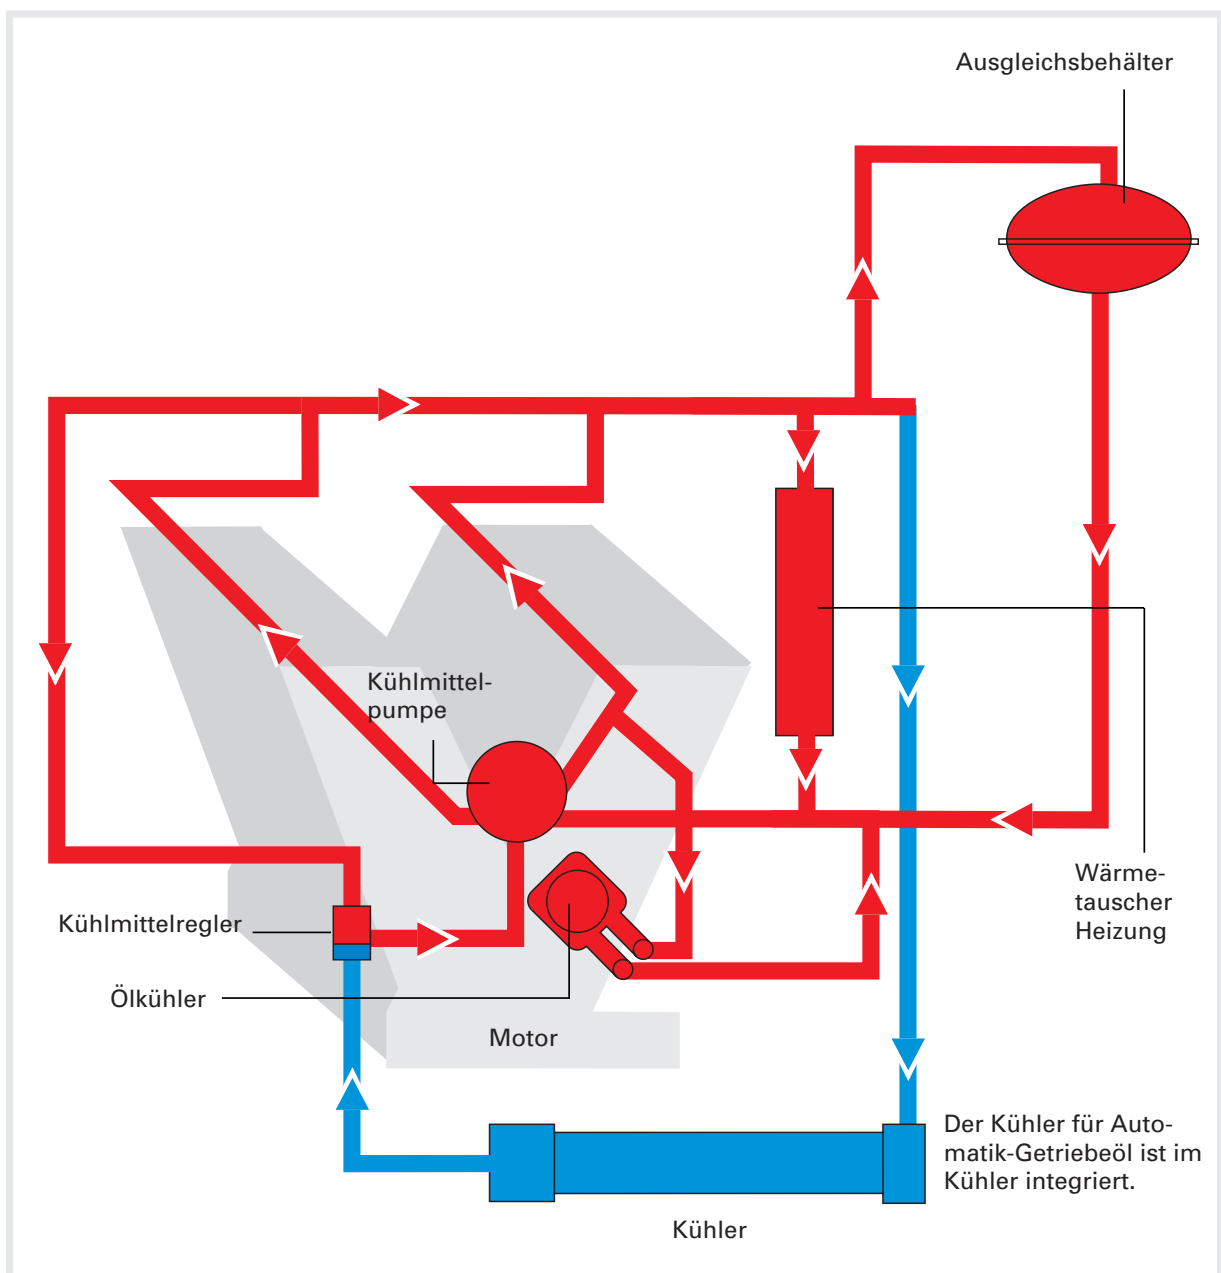 Ausgleichsbehälter
Kühlmittel-
pumpe
Wärme-
tauscher
Heizung
Kühlmittelregler
Ölkühler
Motor
Der Kühler für Auto-
matik-Getriebeöl ist im
Kühler integriert.
Kühler